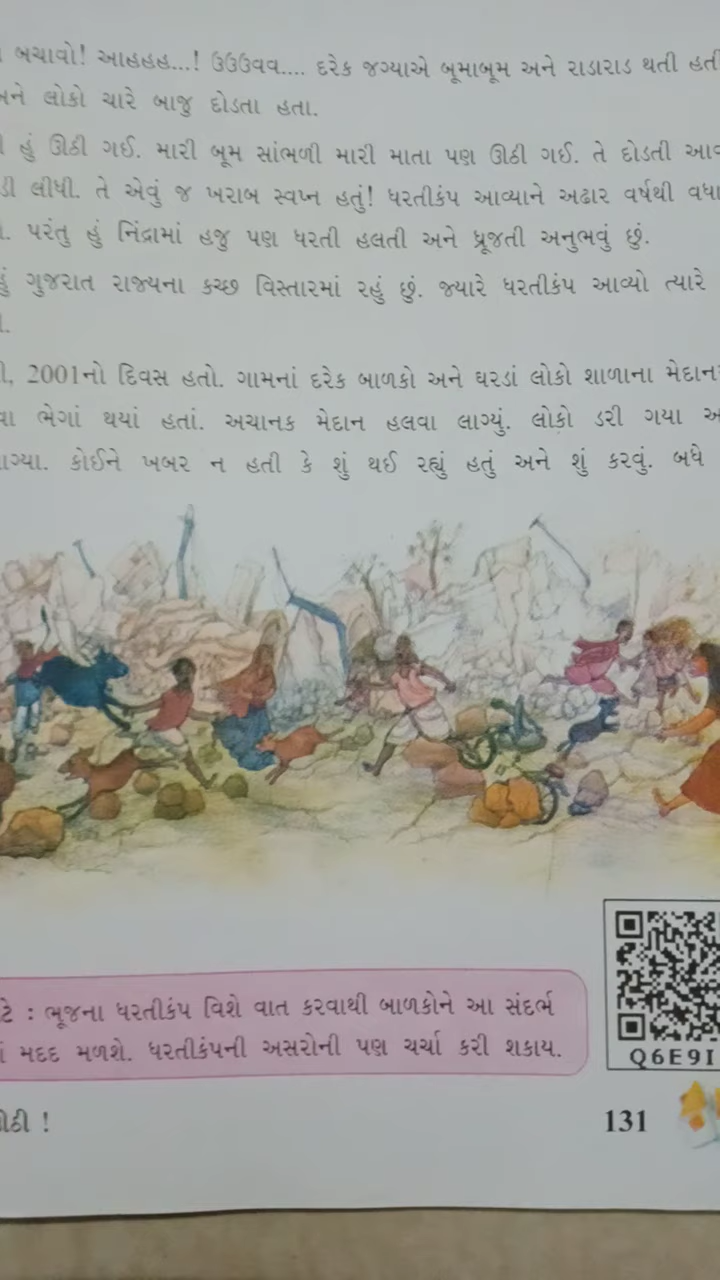 બચાવો! આહહહ...! ઉઉઉવવ.... દરેક જગ્યાએ બૂમાબૂમ અને રાડારાડ થતી હતી
અને લોકો ચારે બાજુ દોડતા હતા.
હું ઊઠી ગઈ. મારી બૂમ સાંભળી મારી માતા પણ ઊઠી ગઈ. તે દોડતી
લીધી. તે એવું જ ખરાબ સ્વપ્ન હતું! ધરતીકંપ આવ્યાને અઢાર વર્ષથી
પરંતુ હું નિંદ્રામાં હજુ પણ ધરતી હલતી અને ધ્રૂજતી અનુભવું છું.
ગુજરાત રાજ્યના કચ્છ વિસ્તારમાં રહું છું. જ્યારે ધરતીકંપ આવ્યો ત્યારે
2001નો દિવસ હતો. ગામનાં દરેક બાળકો અને ઘરડાં લોકો શાળાના
ભેગાં થયાં હતાં. અચાનક મેદાન હલવા લાગ્યું. લોકો ડરી ગયા
કોઈને ખબર ન હતી કે શું થઈ રહ્યું હતું અને શું કરવું. બધે
: ભૂજના ધરતીકંપ વિશે વાત કરવાથી બાળકોને આ સંદર્ભ
મદદ મળશે. ધરતીકંપની અસરોની પણ ચર્ચા કરી શકાય.
Q6E9I
131